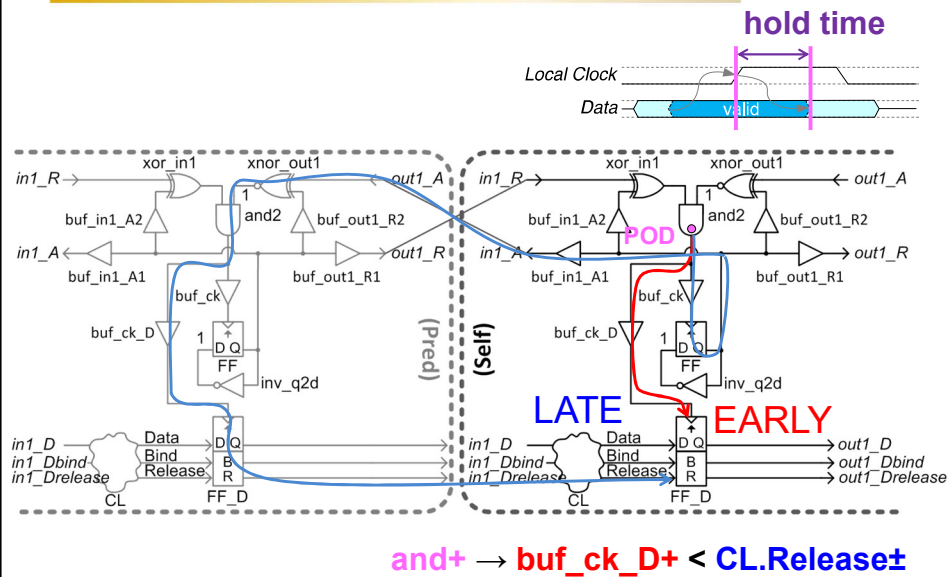 hold time
Local Clock
Data
valid
xor_in1
xnor_out1
in1_R
out1_A
1
and2
buf_in1_A2
buf_out1_R2
in1_A
out1_R
buf_in1_A1
buf_out1_R1
buf_ck
buf_ck_D
1
D Q
FF
inv_q2d
(Pred)
in1_D
Data
D Q
in1_Dbind
Bind
B
in1_Drelease
Release
R
CL
FF_D
xor_in1
xnor_out1
in1_R
out1_A
1
and2
buf_in1_A2
buf_out1_R2
POD
in1_A
out1_R
buf_in1_A1
buf_out1_R1
buf_ck
buf_ck_D
1
D Q
FF
inv_q2d
(Self)
LATE
EARLY
in1_D
Data
D Q
out1_D
in1_Dbind
Bind
B
out1_Dbind
in1_Drelease
Release
R
out1_Drelease
CL
FF_D
and+ → buf_ck_D+ < CL.Release±